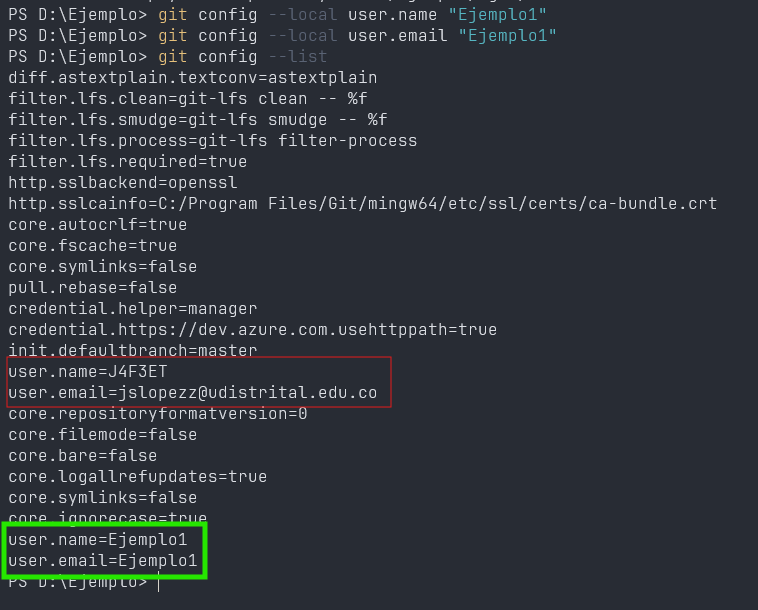 PS D:\Ejemplo> git config --local user.name "Ejemplo1"
PS D:\Ejemplo> git config --local user.email "Ejemplo1"
PS D:\Ejemplo> git config --list
diff.astextplain.textconv=astextplain
filter.lfs.clean=git-lfs clean -- %f
filter.lfs.smudge=git-lfs smudge -- %f
filter.lfs.process=git-lfs filter-process
filter.lfs.required=true
http.sslbackend=openssl
http.sslcainfo=C:/Program Files/Git/mingw64/etc/ssl/certs/ca-bundle.crt
core.autocrlf=true
core.fscache=true
core.symlinks=false
pull.rebase=false
credential.helper=manager
credential.https://dev.azure.com.usehttppath=true
init.defaultbranch=master
user.name=J4F3ET
user.email=jslopezz@udistrital.edu.co
core.repositoryformatversion=0
core.filemode=false
core.bare=false
core.logallrefupdates=true
core.symlinks=false
core.ignorecase=true
user.name=Ejemplo1
user.email=Ejemplo1
PS D:\Ejemplo>